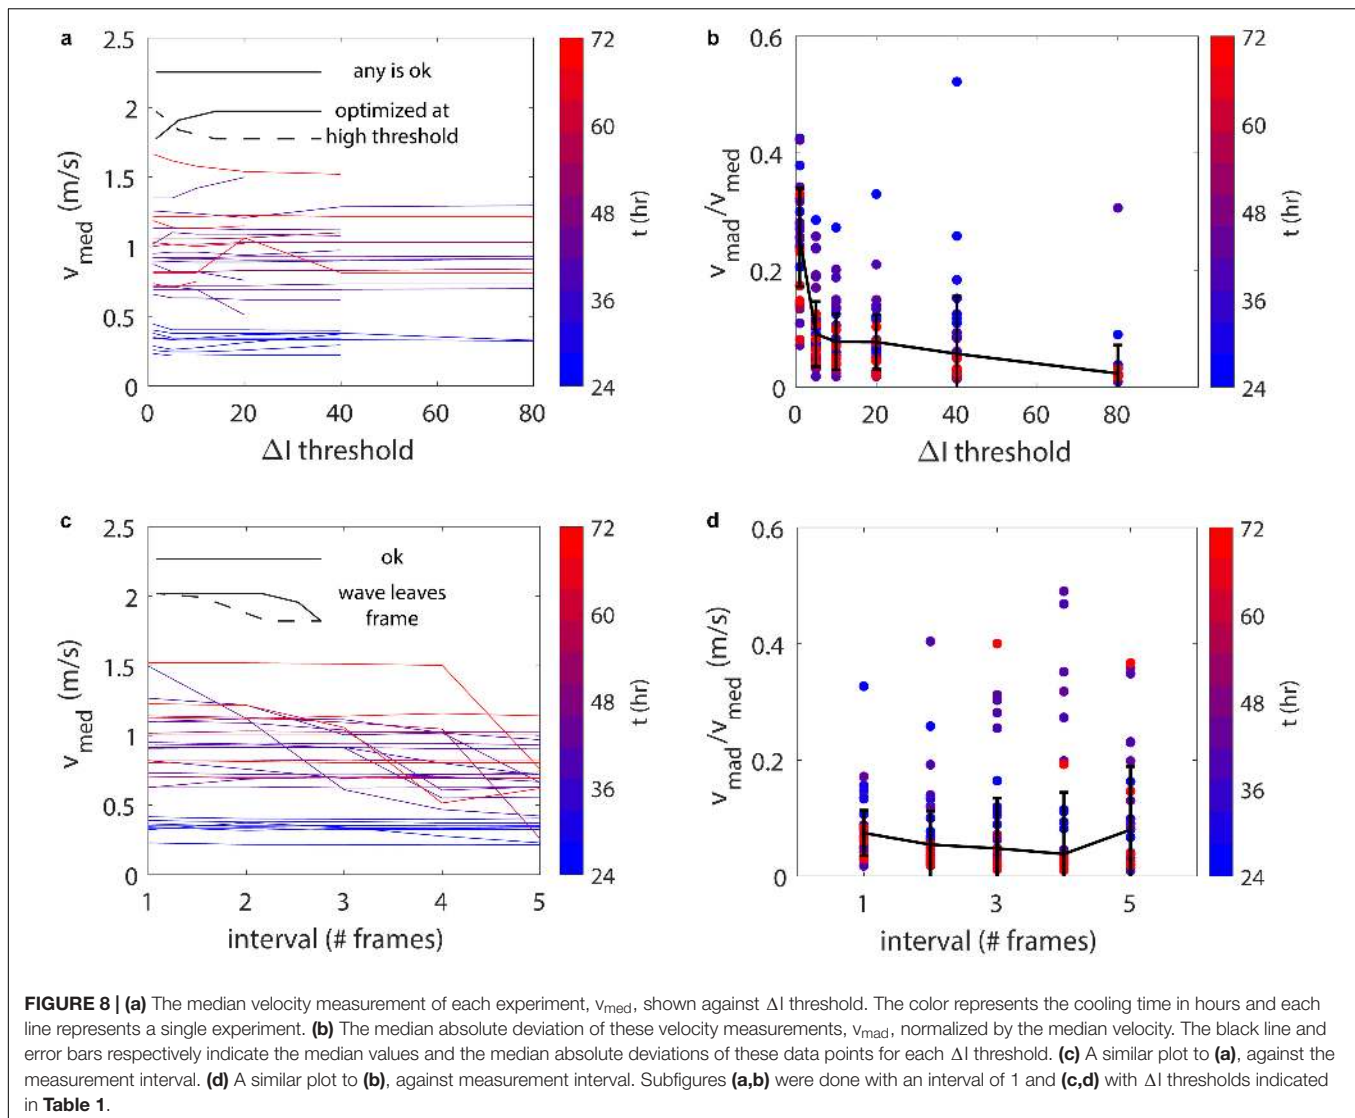 a
2.5
2
1.5
1
0.5
0
v_med (m/s)
any is ok
optimized at
high threshold
0 20 40 60 80
ΔI threshold
72
60
48
36
24
t (hr)
b
0.6
0.4
0.2
0
v_mad/v_med
0 20 40 60 80
ΔI threshold
72
60
48
36
24
t (hr)
c
2.5
2
1.5
1
0.5
0
v_med (m/s)
ok
wave leaves
frame
1 2 3 4 5
interval (# frames)
72
60
48
36
24
t (hr)
d
0.6
0.4
0.2
0
v_mad/v_med (m/s)
1 3 5
interval (# frames)
72
60
48
36
24
t (hr)
FIGURE 8 | (a) The median velocity measurement of each experiment, v_med, shown against ΔI threshold. The color represents the cooling time in hours and each
line represents a single experiment. (b) The median absolute deviation of these velocity measurements, v_mad, normalized by the median velocity. The black line and
error bars respectively indicate the median values and the median absolute deviations of these data points for each ΔI threshold. (c) A similar plot to (a), against the
measurement interval. (d) A similar plot to (b), against measurement interval. Subfigures (a,b) were done with an interval of 1 and (c,d) with ΔI thresholds indicated
in Table 1.